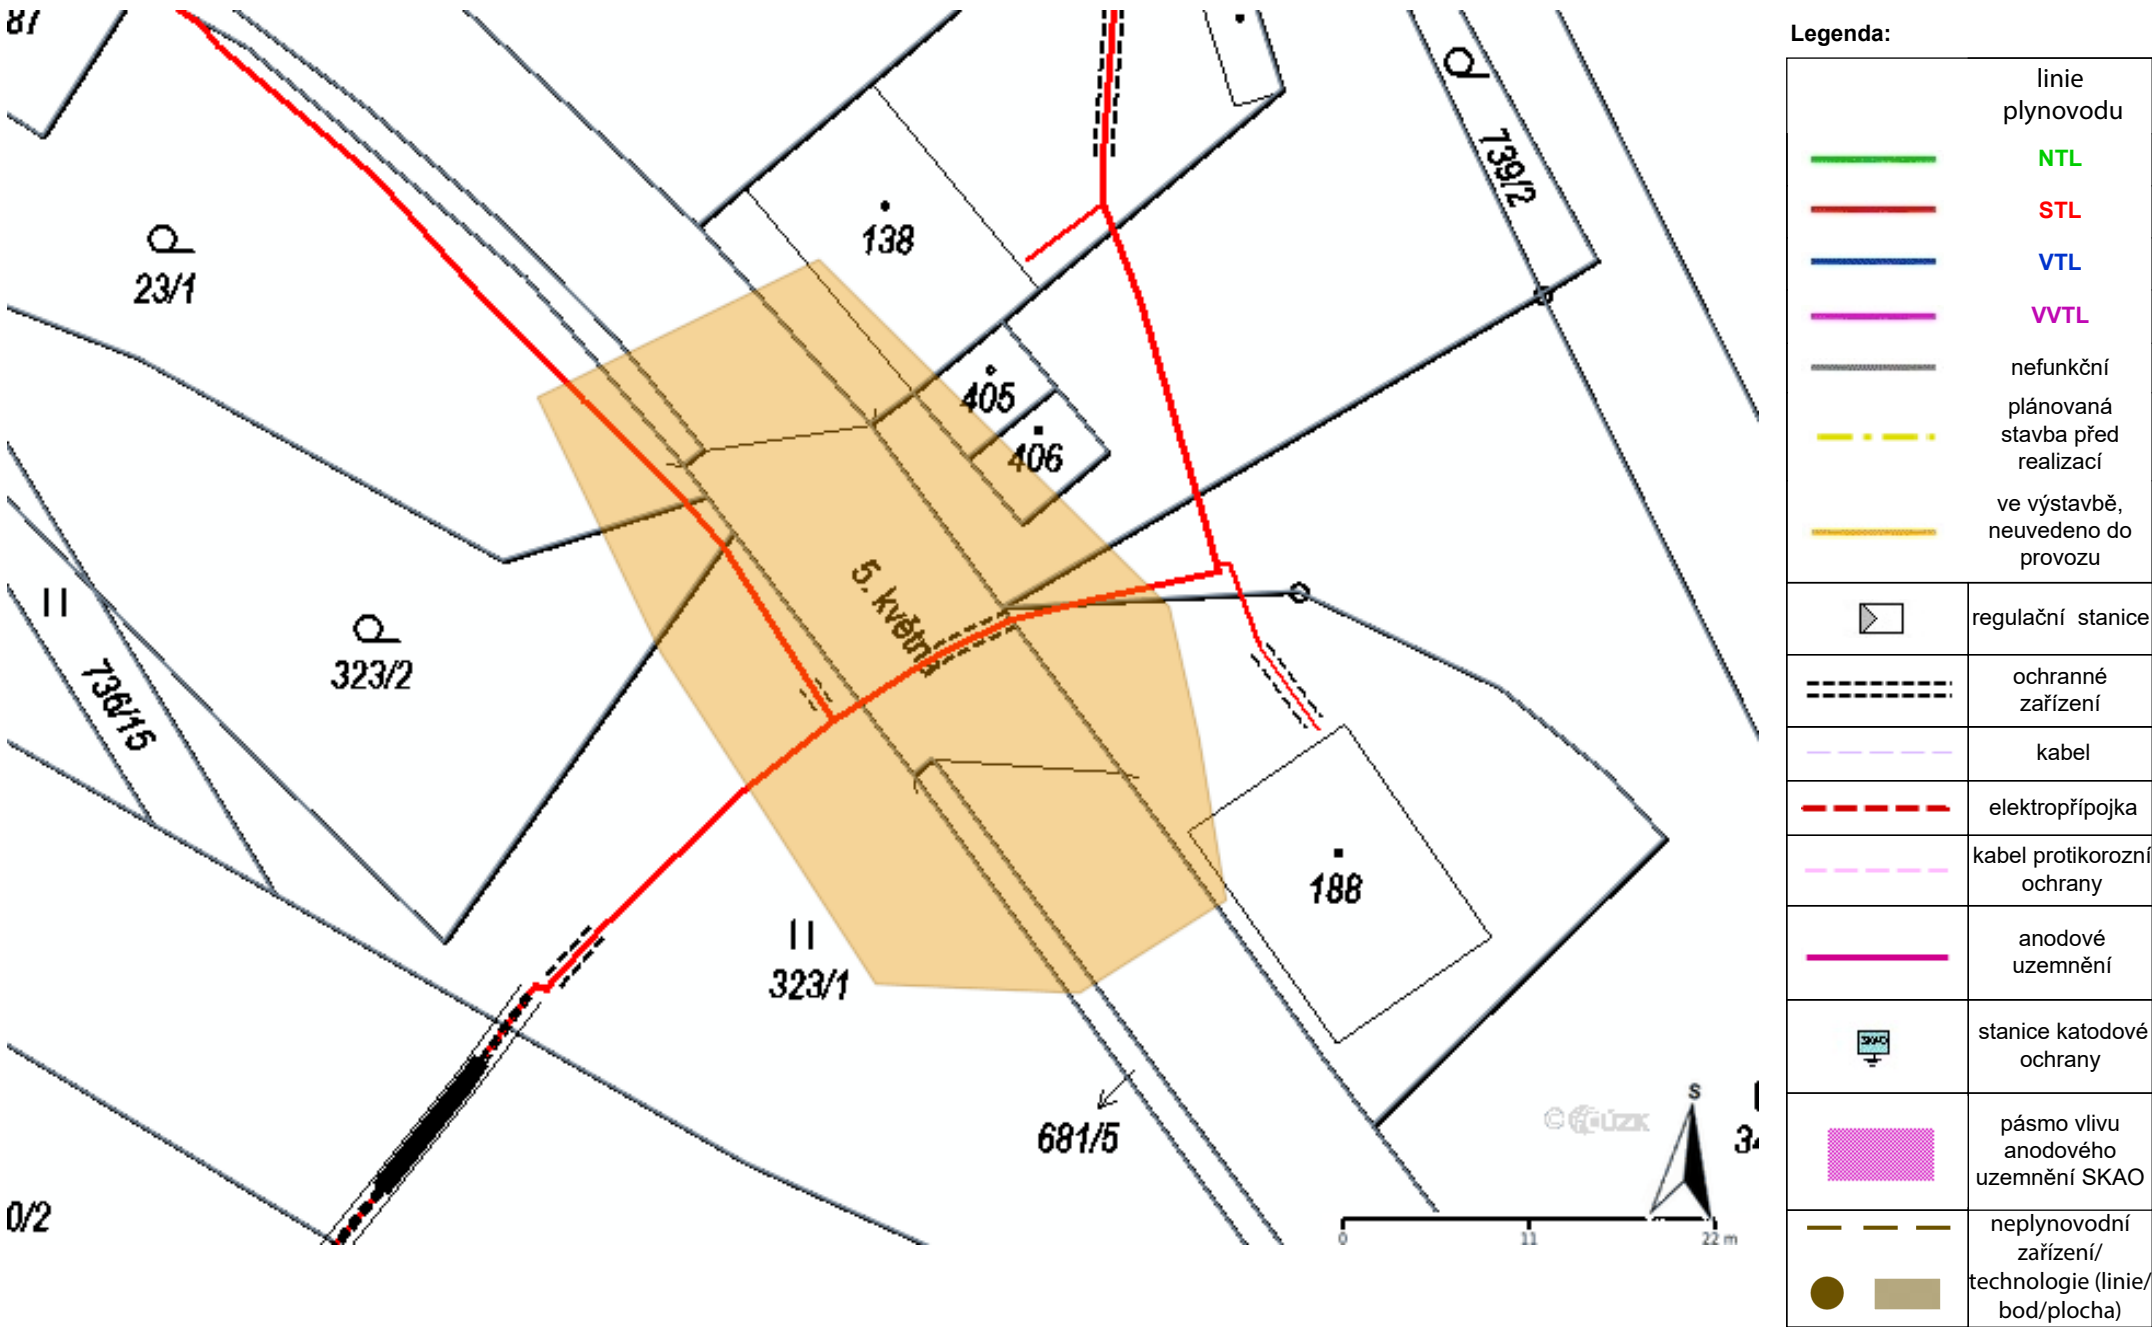 87
23/1
138
739/2
405
406
5. května
323/2
736/15
188
323/1
681/5
0/2
34
©
ČÚZK
S
0
11
22 m
Legenda:
linie
plynovodu
NTL
STL
VTL
VVTL
nefunkční
plánovaná
stavba před
realizací
ve výstavbě,
neuvedeno do
provozu
regulační stanice
ochranné
zařízení
kabel
elektropřípojka
kabel protikorozní
ochrany
anodové
uzemnění
SKAO
stanice katodové
ochrany
pásmo vlivu
anodového
uzemnění SKAO
neplynovodní
zařízení/
technologie (linie/
bod/plocha)